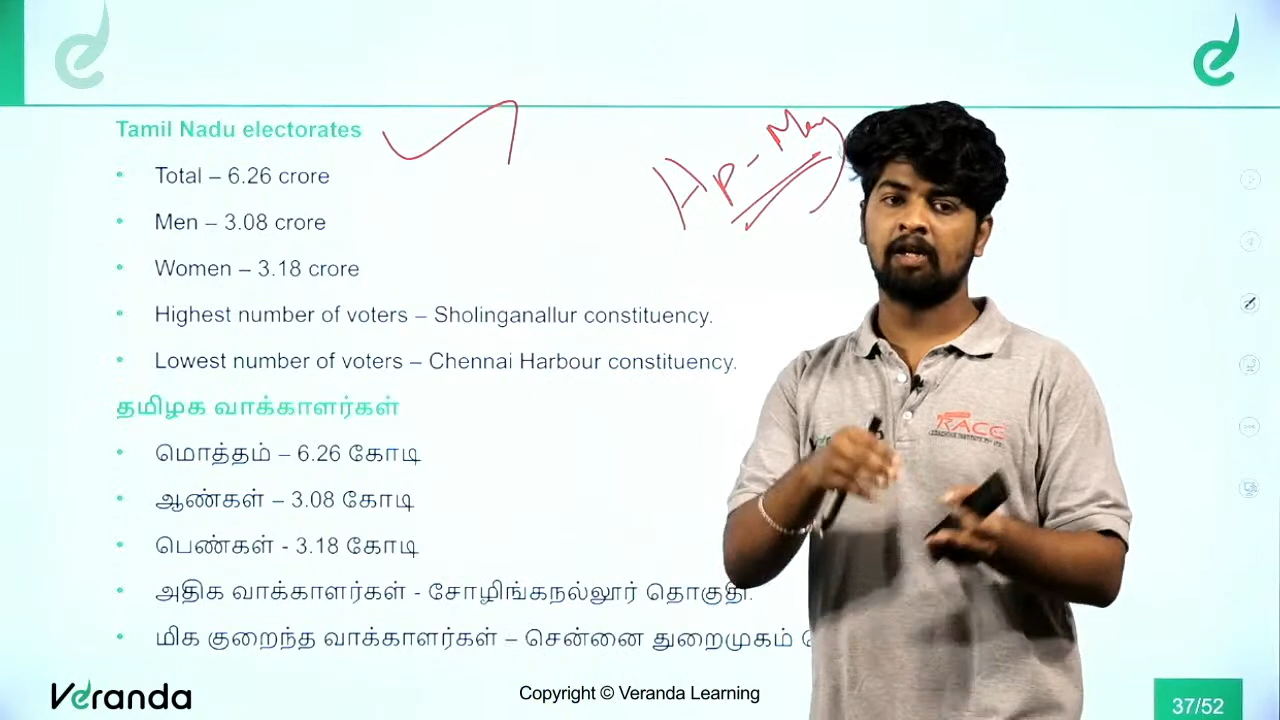 Tamil Nadu electorates
Total – 6.26 crore
Men – 3.08 crore
Women – 3.18 crore
Highest number of voters – Sholinganallur constituency.
Lowest number of voters – Chennai Harbour constituency.
Ap - May
தமிழக வாக்காளர்கள்
மொத்தம் – 6.26 கோடி
ஆண்கள் – 3.08 கோடி
பெண்கள் - 3.18 கோடி
அதிக வாக்காளர்கள் - சோழிங்கநல்லூர் தொகுதி.
மிக குறைந்த வாக்காளர்கள் – சென்னை துறைமுகம்
RACE
Veranda
Copyright © Veranda Learning
37/52